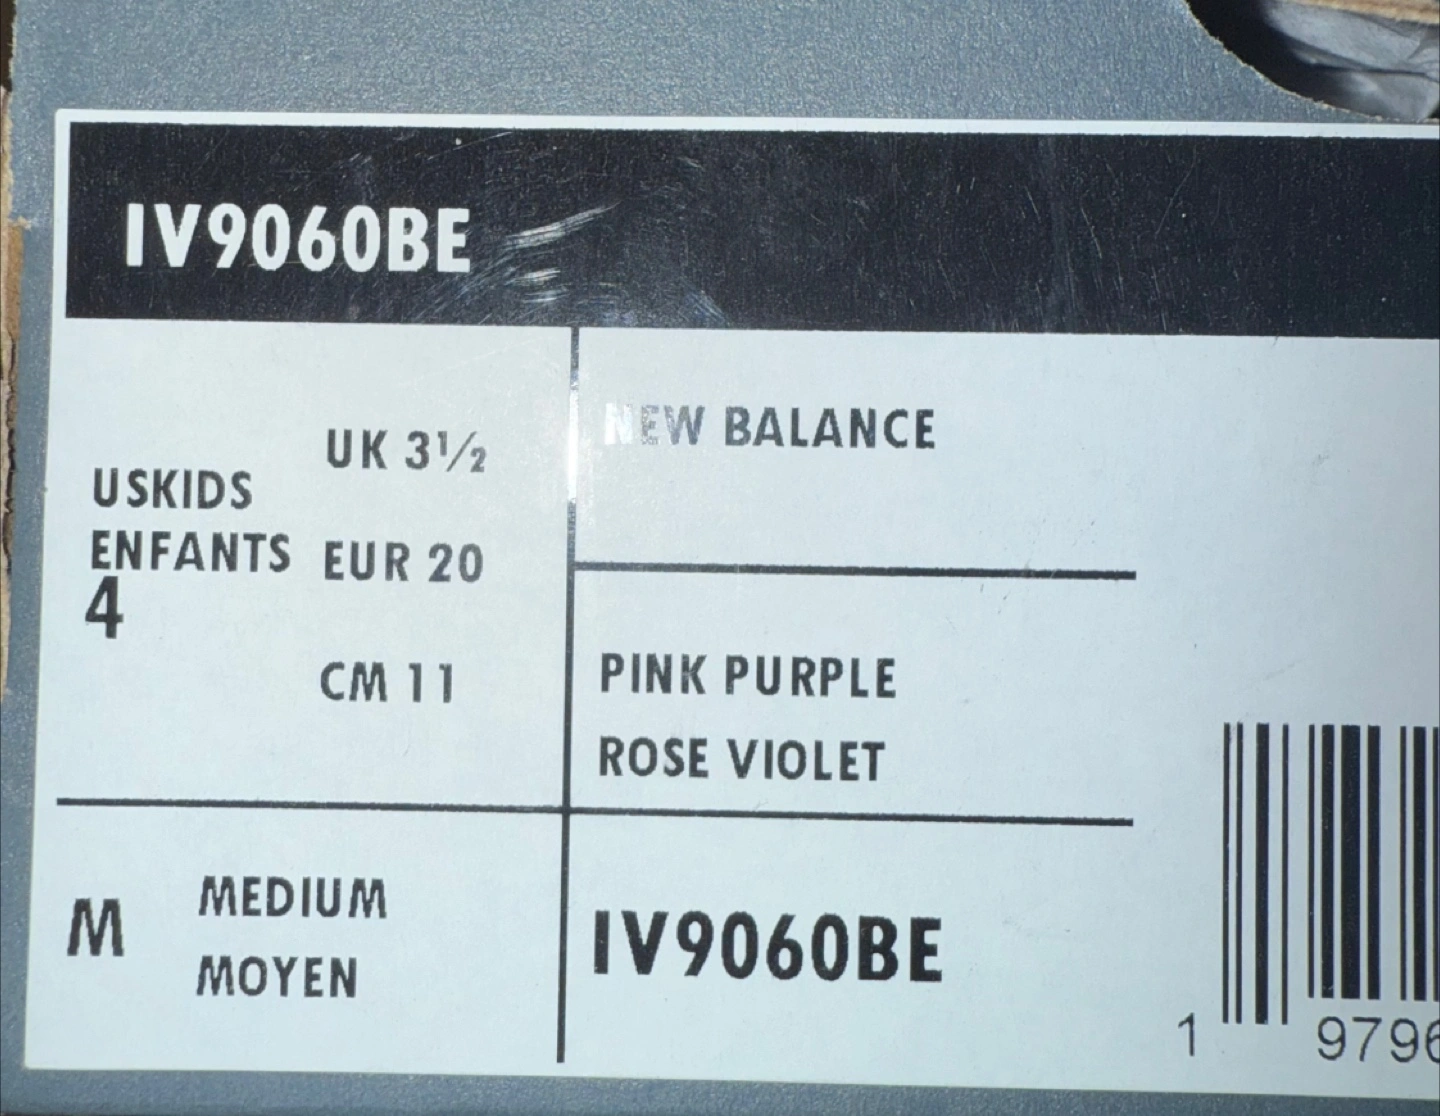 IV9060BE
USKIDS
ENFANTS
4
UK 3½
EUR 20
CM 11
NEW BALANCE
PINK PURPLE
ROSE VIOLET
M
MEDIUM
MOYEN
IV9060BE
1 9796